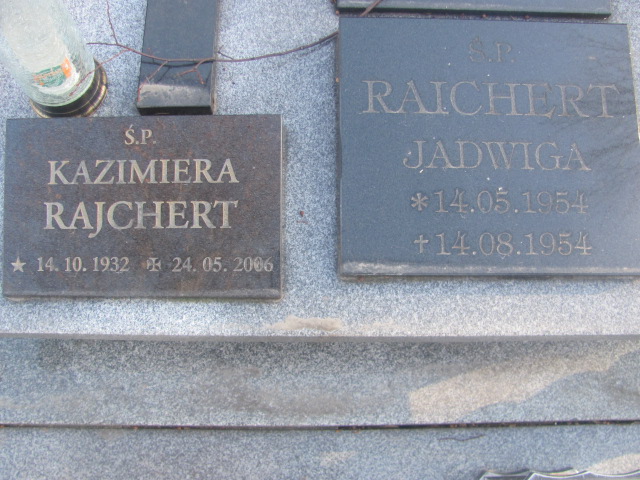 Ś.P.
KAZIMIERA
RAJCHERT
★ 14.10.1932 ✠ 24.05.2006
Ś.P.
RAICHERT
JADWIGA
*14.05.1954
+14.08.1954